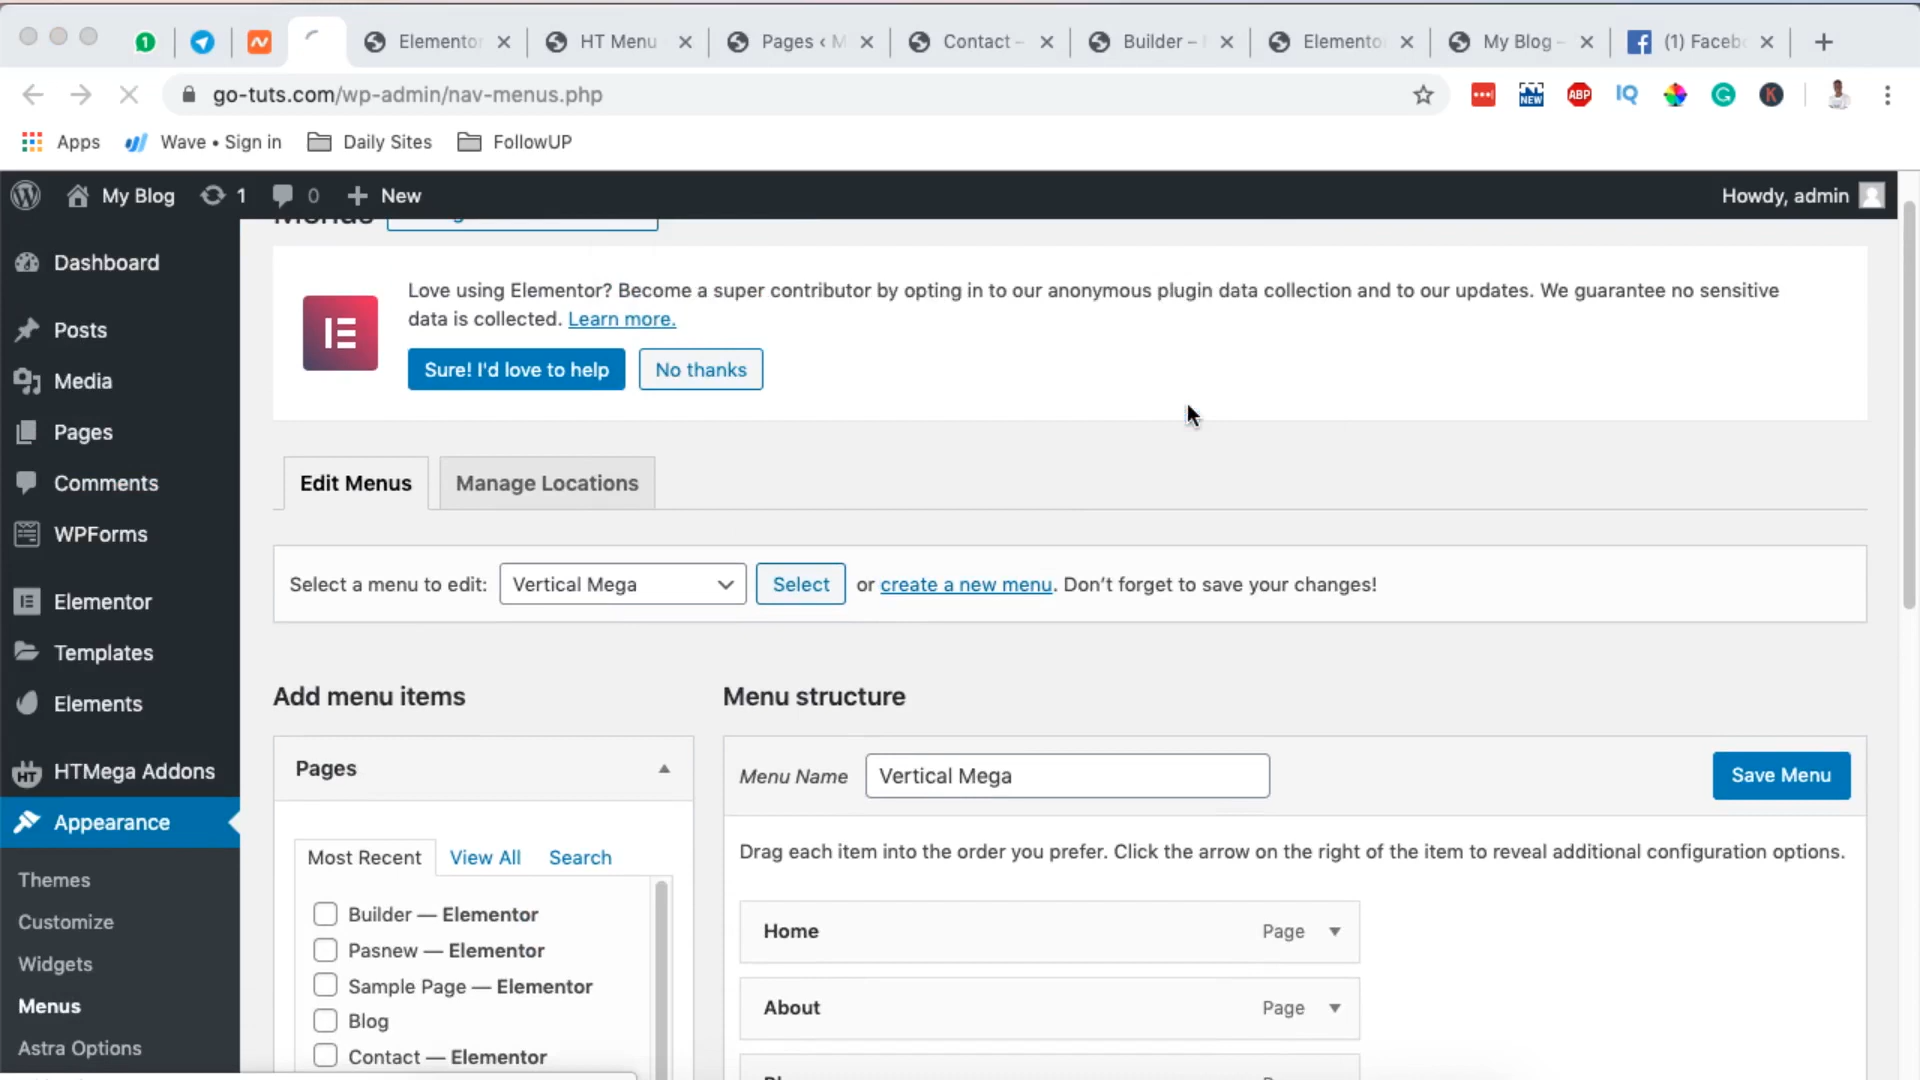 1
Elementor
HT Menu
Pages ‹ M
Contact –
Builder –
Elemento
My Blog –
(1) Faceb
go-tuts.com/wp-admin/nav-menus.php
NEW
ABP
IQ
G
K
Apps
Wave • Sign in
Daily Sites
FollowUP
My Blog
1
0
New
Howdy, admin
Menus
Dashboard
Posts
Media
Pages
Comments
WPForms
Elementor
Templates
Elements
HT
HTMega Addons
Appearance
Themes
Customize
Widgets
Menus
Astra Options
Love using Elementor? Become a super contributor by opting in to our anonymous plugin data collection and to our updates. We guarantee no sensitive
data is collected. Learn more.
Sure! I'd love to help
No thanks
Edit Menus
Manage Locations
Select a menu to edit:
Vertical Mega
Select
or create a new menu. Don’t forget to save your changes!
Add menu items
Menu structure
Pages
Menu Name
Vertical Mega
Save Menu
Most Recent
View All
Search
Drag each item into the order you prefer. Click the arrow on the right of the item to reveal additional configuration options.
Builder — Elementor
Pasnew — Elementor
Sample Page — Elementor
Blog
Contact — Elementor
Home
Page
About
Page